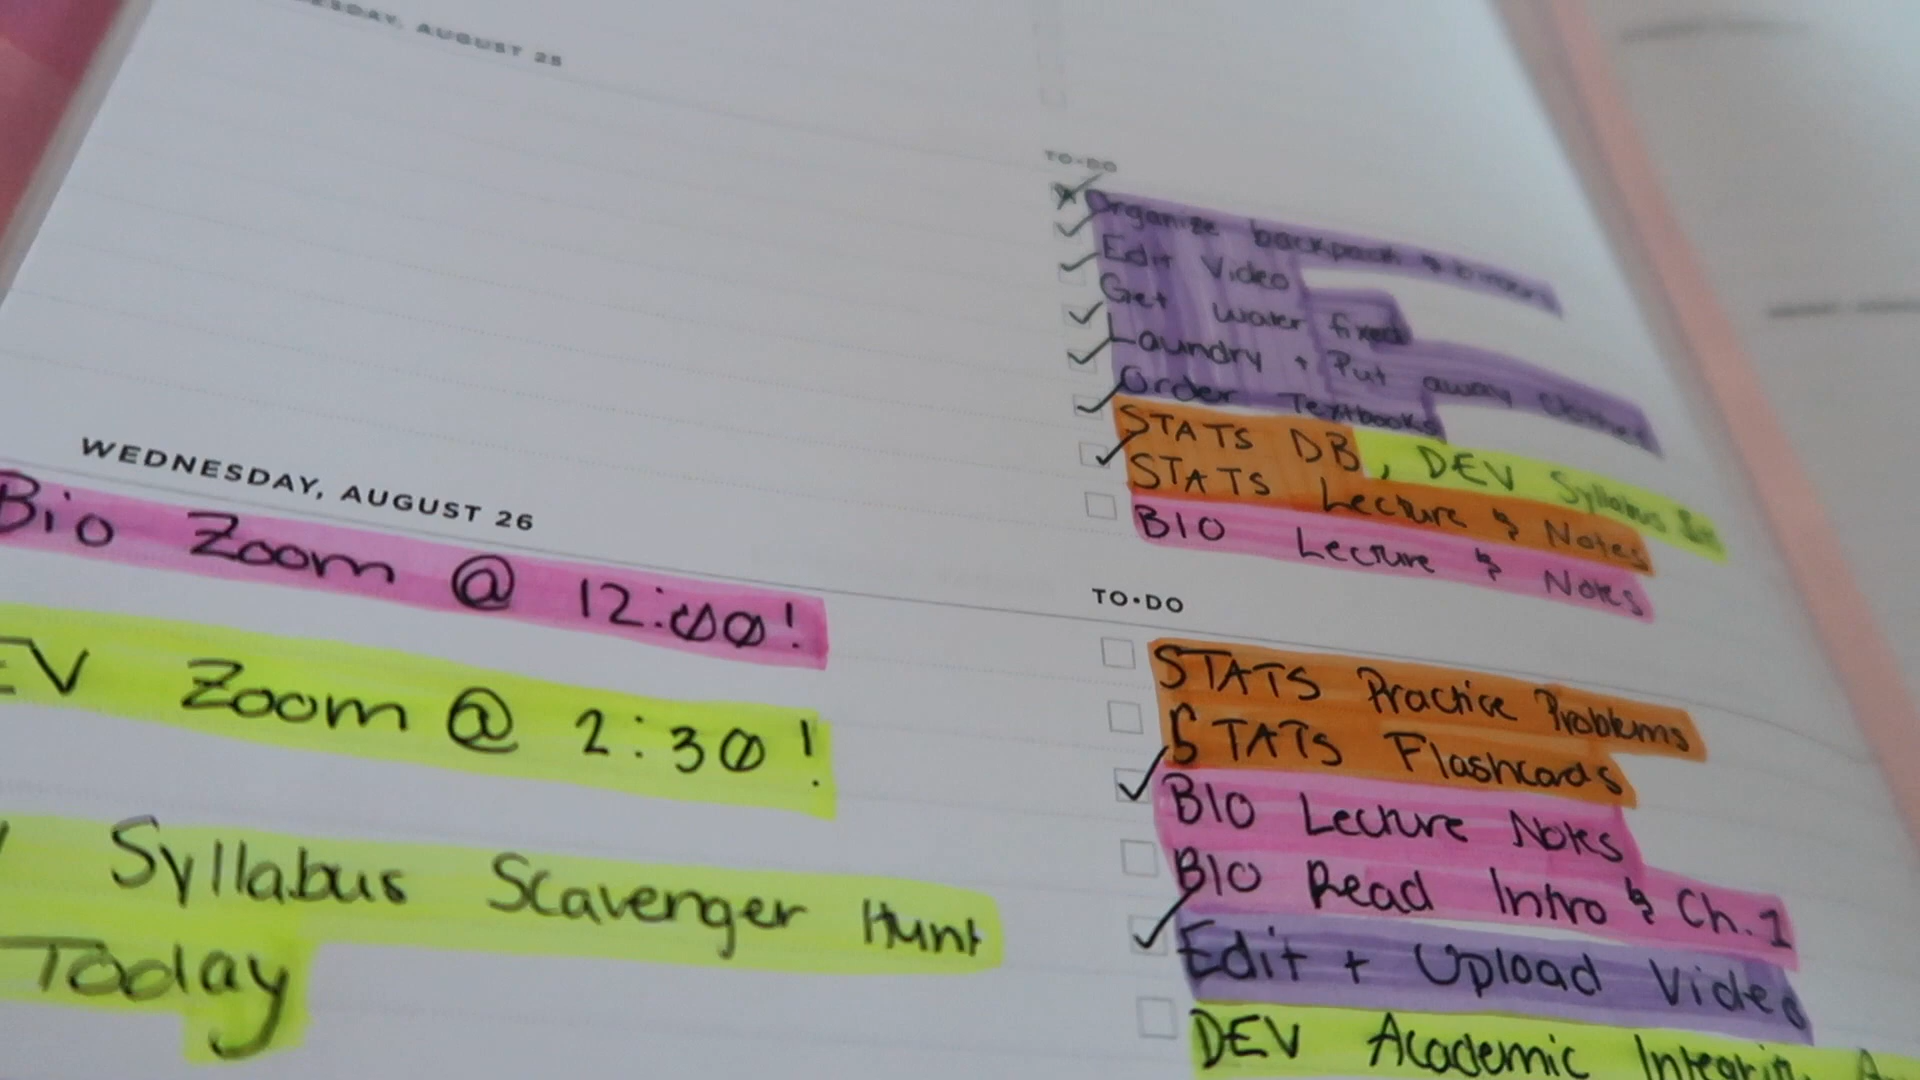 AUGUST 25
TO•DO
Organize backpack & binders
Edit Video
Get water fixed
Laundry + Put away clothes
Order Textbooks
STATS DB, DEV Syllabus
STATS Lecture & Notes
BIO Lecture & Notes
WEDNESDAY, AUGUST 26
Bio Zoom @ 12:00!
EV Zoom @ 2:30!
Syllabus Scavenger Hunt
Today
TO•DO
STATS Practice Problems
STATS Flashcards
BIO Lecture Notes
BIO Read Intro & Ch. 1
Edit + Upload Video
DEV Academic